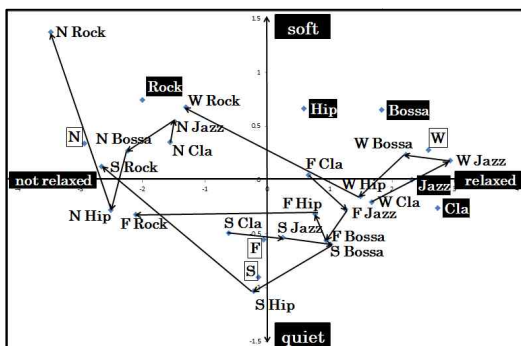 1.5
soft
N Rock
1
Rock
W Rock
Hip
Bossa
0.5
N
N Jazz
N Bossa
N Cla
W
W Bossa
S Rock
F Cla
W Jazz
not relaxed
0
Jazz
relaxed
-2
-1
0
1
2
W Hip
N Hip
F Rock
F Hip
F Jazz
W Cla
Cla
S Cla
S Jazz
F
F Bossa
-0.5
S Bossa
S
S Hip
quiet
-1.5